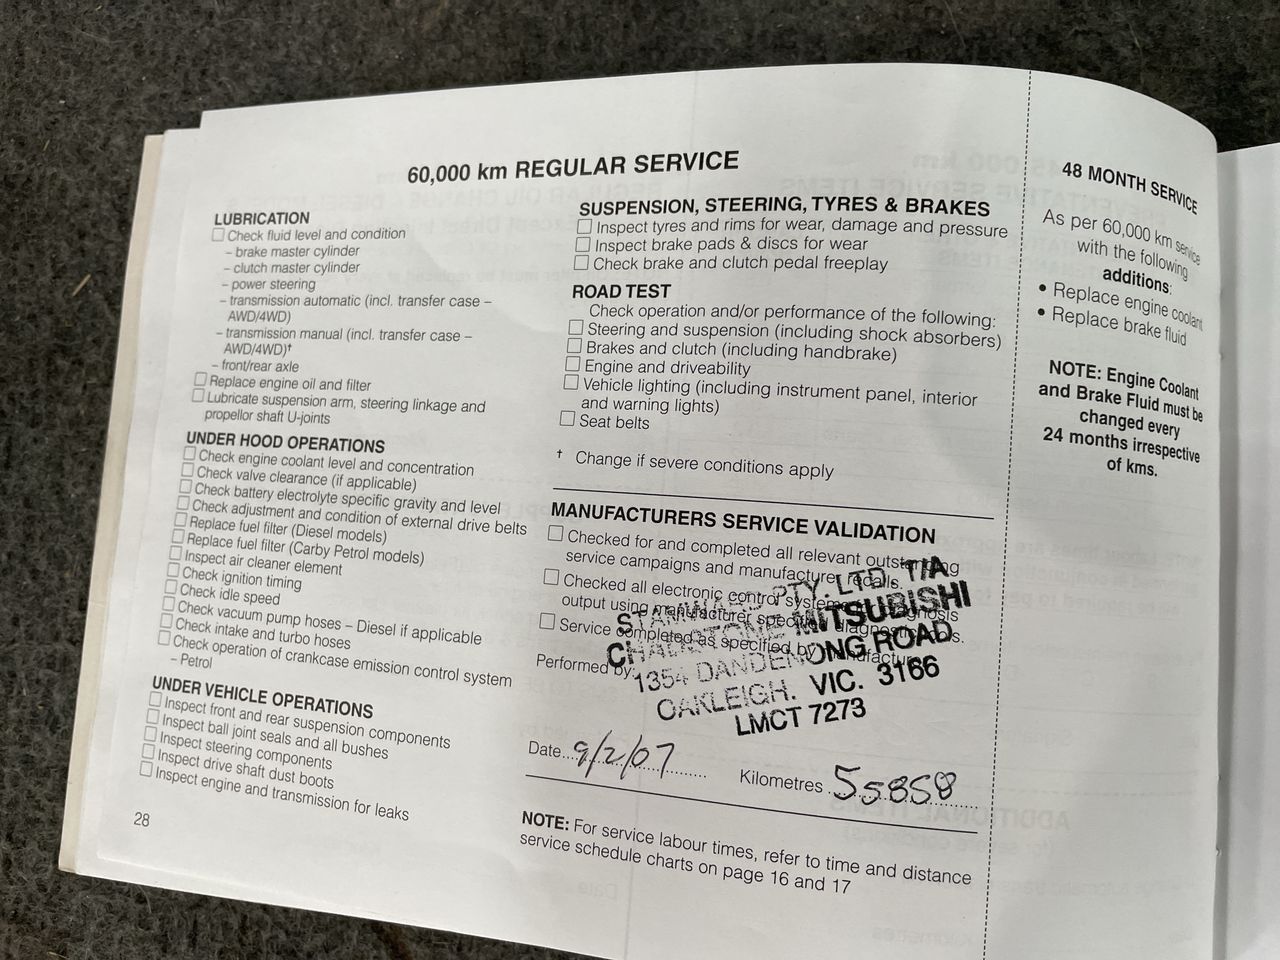 60,000 km REGULAR SERVICE
LUBRICATION
Check fluid level and condition
– brake master cylinder
– clutch master cylinder
– power steering
– transmission automatic (incl. transfer case –
AWD/4WD)
– transmission manual (incl. transfer case –
AWD/4WD)†
– front/rear axle
Replace engine oil and filter
Lubricate suspension arm, steering linkage and
propellor shaft U-joints
UNDER HOOD OPERATIONS
Check engine coolant level and concentration
Check valve clearance (if applicable)
Check battery electrolyte specific gravity and level
Check adjustment and condition of external drive belts
Replace fuel filter (Diesel models)
Replace fuel filter (Carby Petrol models)
Inspect air cleaner element
Check ignition timing
Check idle speed
Check vacuum pump hoses – Diesel if applicable
Check intake and turbo hoses
Check operation of crankcase emission control system
– Petrol
UNDER VEHICLE OPERATIONS
Inspect front and rear suspension components
Inspect ball joint seals and all bushes
Inspect steering components
Inspect drive shaft dust boots
Inspect engine and transmission for leaks
28
SUSPENSION, STEERING, TYRES & BRAKES
Inspect tyres and rims for wear, damage and pressure
Inspect brake pads & discs for wear
Check brake and clutch pedal freeplay
ROAD TEST
Check operation and/or performance of the following:
Steering and suspension (including shock absorbers)
Brakes and clutch (including handbrake)
Engine and driveability
Vehicle lighting (including instrument panel, interior
and warning lights)
Seat belts
† Change if severe conditions apply
MANUFACTURERS SERVICE VALIDATION
Checked for and completed all relevant outstanding
service campaigns and manufacturer recalls.
Checked all electronic control systems diagnosis
output using manufacturer specific diagnostic tools.
Service completed as specified by manufacturer
Performed by:
PTY. LTD. T/A
CHADSTONE MITSUBISHI
1354 DANDENONG ROAD
OAKLEIGH. VIC. 3166
LMCT 7273
Date 9/2/07
Kilometres 55858
NOTE: For service labour times, refer to time and distance
service schedule charts on page 16 and 17
48 MONTH SERVICE
As per 60,000 km service
with the following
additions:
• Replace engine coolant
• Replace brake fluid
NOTE: Engine Coolant
and Brake Fluid must be
changed every
24 months irrespective
of kms.